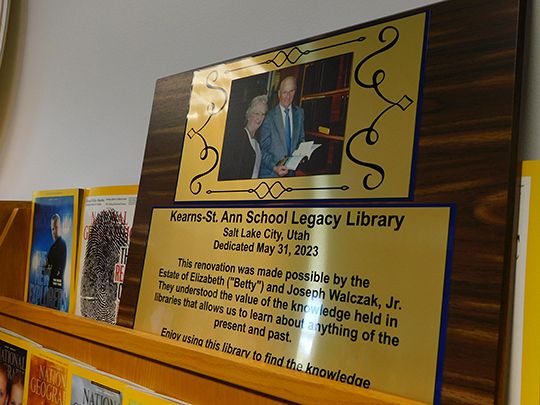 Kearns-St. Ann School Legacy Library
Salt Lake City, Utah
Dedicated May 31, 2023
This renovation was made possible by the
Estate of Elizabeth ("Betty") and Joseph Walczak, Jr.
They understood the value of the knowledge held in
libraries that allows us to learn about anything of the
present and past.
Enjoy using this library to find the knowledge
NATIONAL
GEOGRAPHIC
NATION